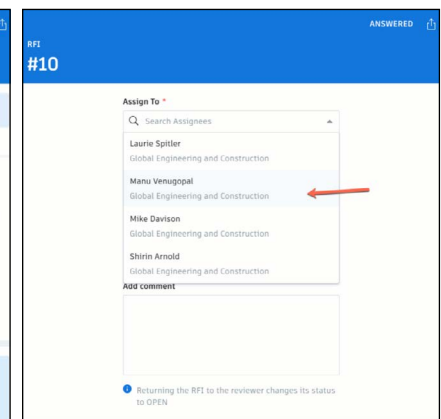 ANSWERED
RFI
#10
Assign To *
Search Assignees
Laurie Spitler
Global Engineering and Construction
Manu Venugopal
Global Engineering and Construction
Mike Davison
Global Engineering and Construction
Shirin Arnold
Global Engineering and Construction
Add comment
Returning the RFI to the reviewer changes its status
to OPEN